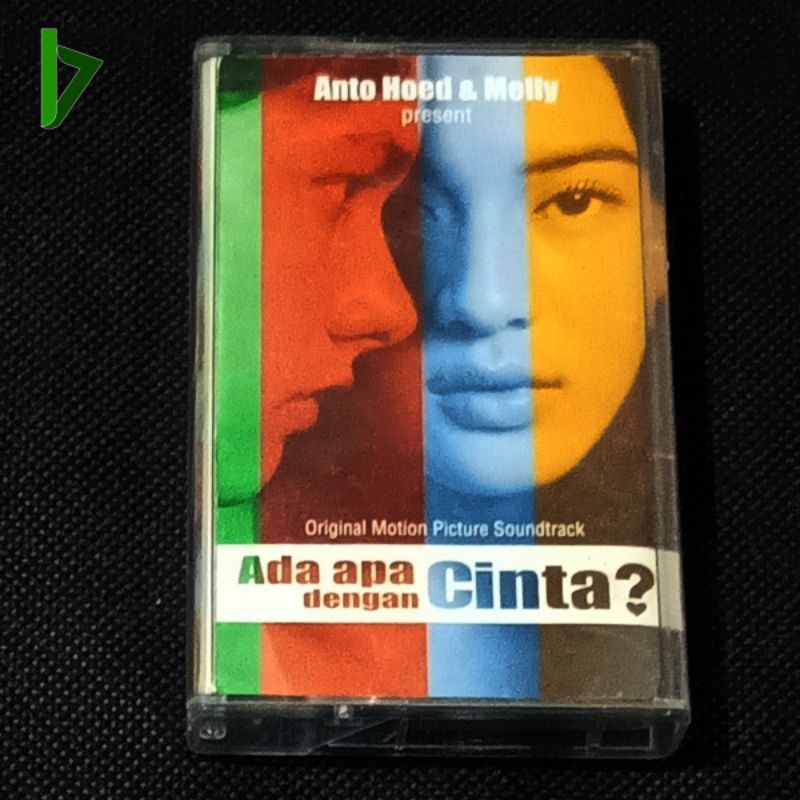 Anto Hoed & Melly
present
Original Motion Picture Soundtrack
Ada apa
dengan Cinta?